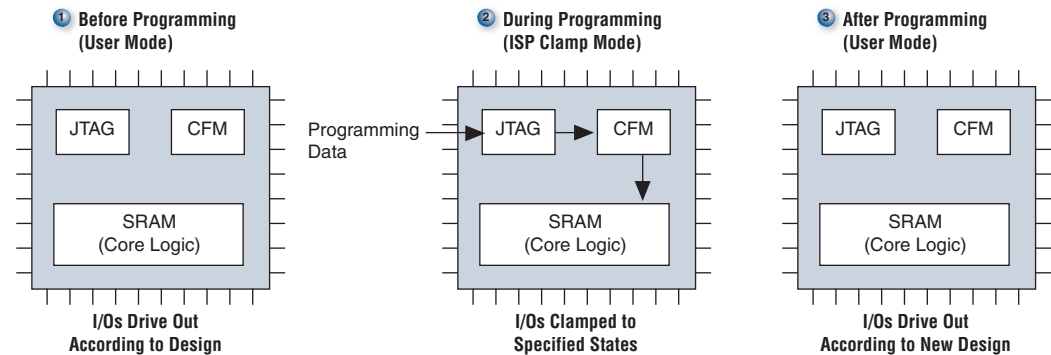 1 Before Programming
(User Mode)
JTAG
CFM
SRAM
(Core Logic)
I/Os Drive Out
According to Design
2 During Programming
(ISP Clamp Mode)
Programming
Data
JTAG
CFM
SRAM
(Core Logic)
I/Os Clamped to
Specified States
3 After Programming
(User Mode)
JTAG
CFM
SRAM
(Core Logic)
I/Os Drive Out
According to New Design